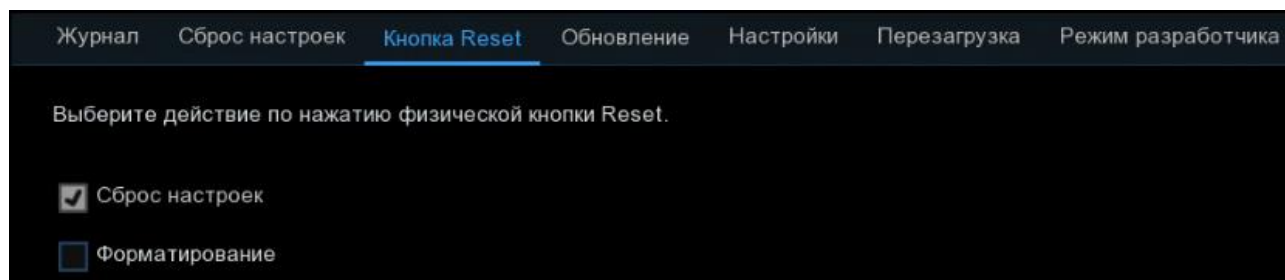 Журнал Сброс настроек Кнопка Reset Обновление Настройки Перезагрузка Режим разработчика
Выберите действие по нажатию физической кнопки Reset.
Сброс настроек
Форматирование